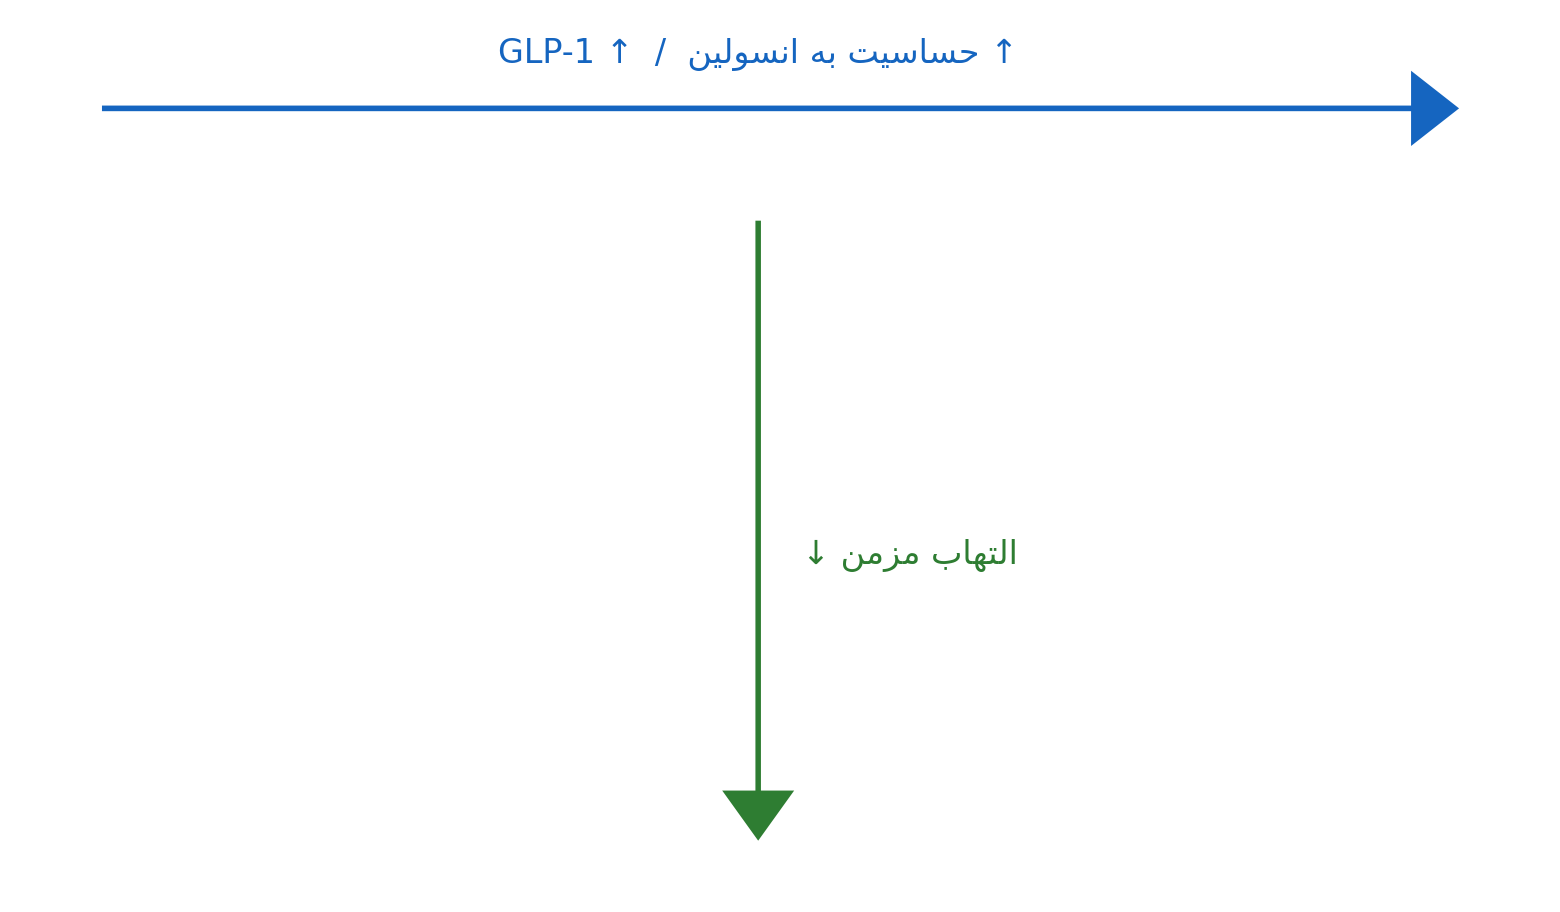 ↑ حساسیت به انسولین / ↑ GLP-1
التهاب مزمن ↓